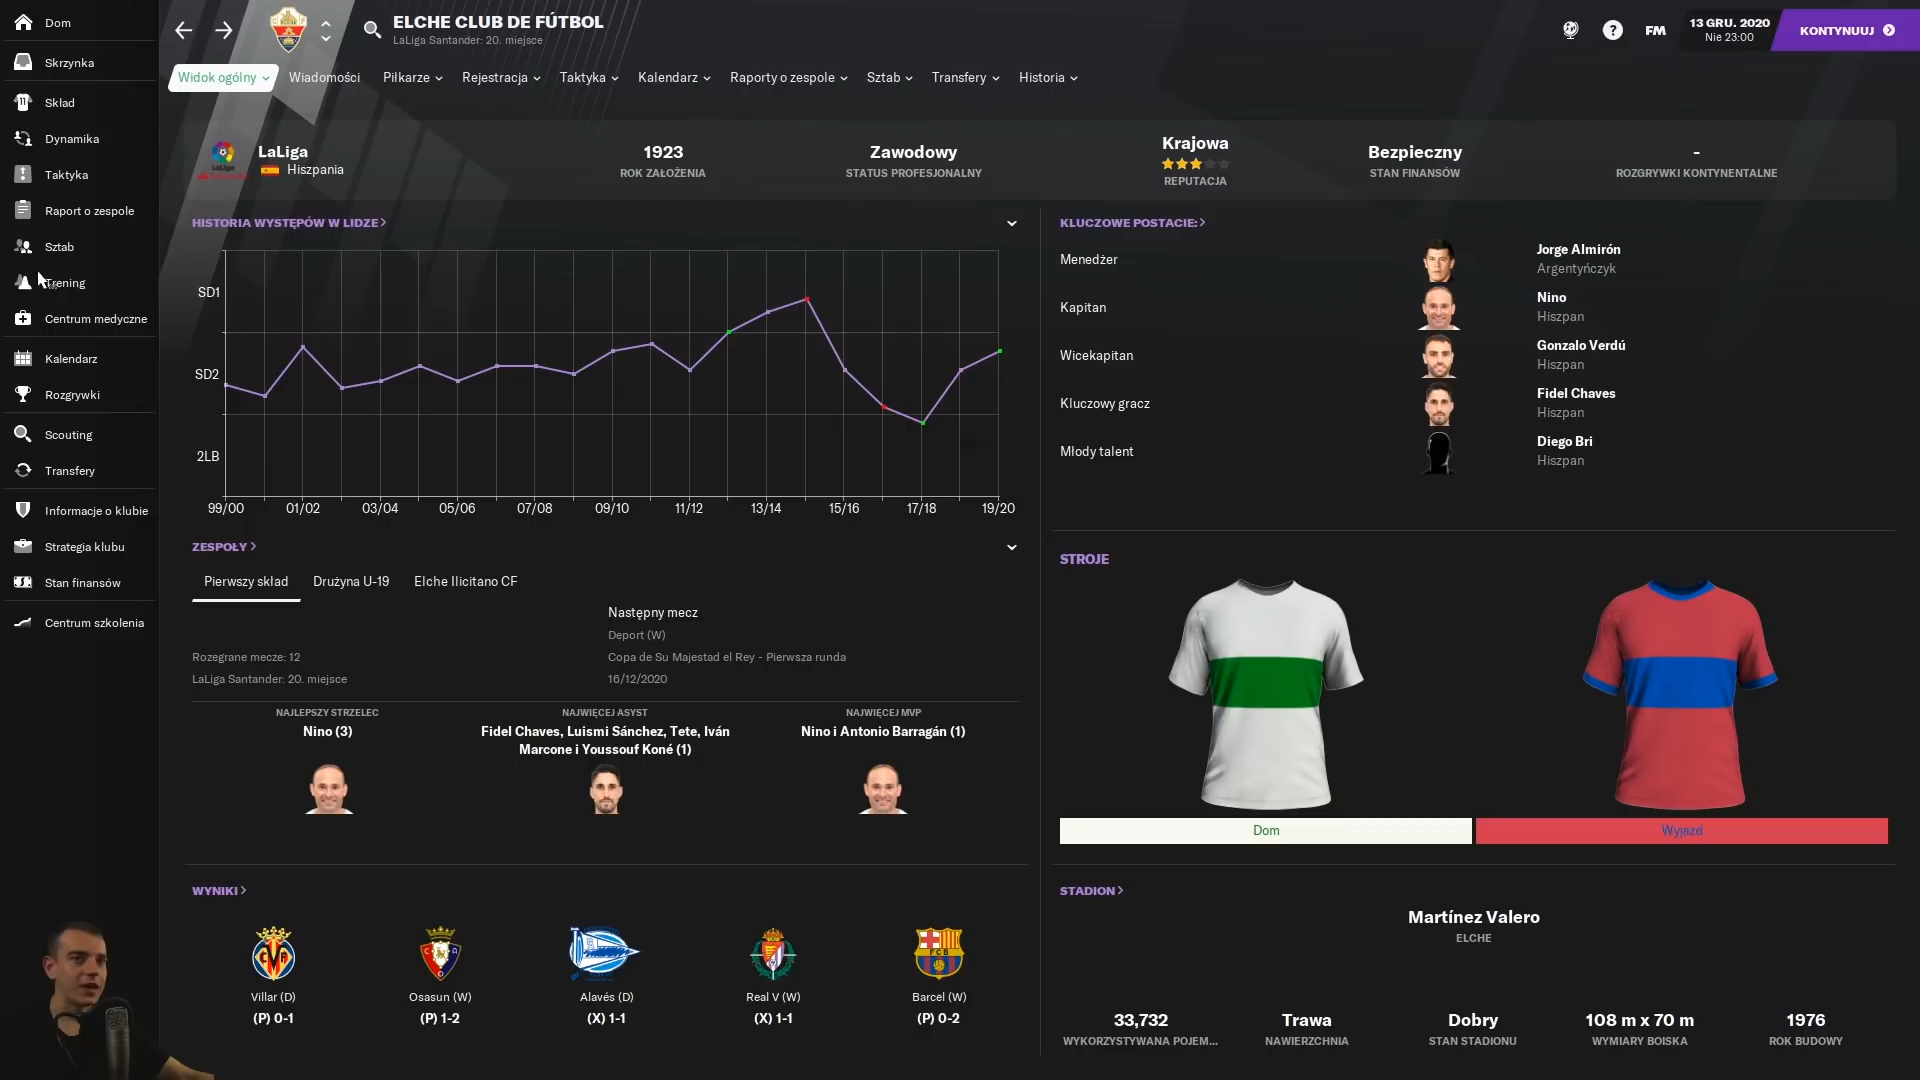 Dom
Skrzynka
Skład
Dynamika
Taktyka
Raport o zespole
Sztab
Trening
Centrum medyczne
Kalendarz
Rozgrywki
Scouting
Transfery
Informacje o klubie
Strategia klubu
Stan finansów
Centrum szkolenia
ELCHE CLUB DE FÚTBOL
LaLiga Santander: 20. miejsce
FM
13 GRU. 2020
Nie 23:00
KONTYNUUJ
Widok ogólny
Wiadomości
Piłkarze
Rejestracja
Taktyka
Kalendarz
Raporty o zespole
Sztab
Transfery
Historia
LaLiga
Hiszpania
1923
ROK ZAŁOŻENIA
Zawodowy
STATUS PROFESJONALNY
Krajowa
REPUTACJA
Bezpieczny
STAN FINANSÓW
-
ROZGRYWKI KONTYNENTALNE
HISTORIA WYSTĘPÓW W LIDZE
SD1
SD2
2LB
99/00 01/02 03/04 05/06 07/08 09/10 11/12 13/14 15/16 17/18 19/20
KLUCZOWE POSTACIE:
Menedżer
Jorge Almirón
Argentyńczyk
Kapitan
Nino
Hiszpan
Wicekapitan
Gonzalo Verdú
Hiszpan
Kluczowy gracz
Fidel Chaves
Hiszpan
Młody talent
Diego Bri
Hiszpan
ZESPOŁY
Pierwszy skład
Drużyna U-19
Elche Ilicitano CF
Następny mecz
Deport (W)
Rozegrane mecze: 12
Copa de Su Majestad el Rey - Pierwsza runda
LaLiga Santander: 20. miejsce
16/12/2020
NAJLEPSZY STRZELEC
Nino (3)
NAJWIĘCEJ ASYST
Fidel Chaves, Luismi Sánchez, Tete, Iván
Marcone i Youssouf Koné (1)
NAJWIĘCEJ MVP
Nino i Antonio Barragán (1)
STROJE
Dom
Wyjazd
WYNIKI
Villar (D)
(P) 0-1
Osasun (W)
(P) 1-2
Alavés (D)
(X) 1-1
Real V (W)
(X) 1-1
Barcel (W)
(P) 0-2
STADION
Martínez Valero
ELCHE
33,732
WYKORZYSTYWANA POJEM...
Trawa
NAWIERZCHNIA
Dobry
STAN STADIONU
108 m x 70 m
WYMIARY BOISKA
1976
ROK BUDOWY